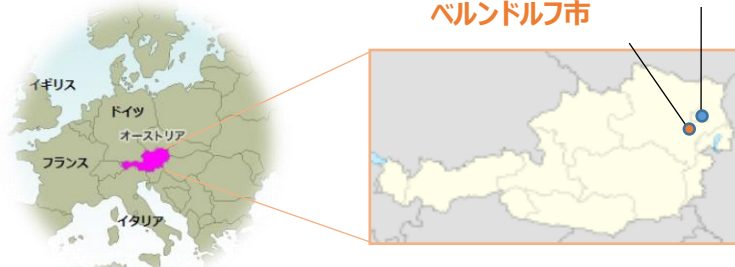 ベルンドルフ市
イギリス
ドイツ
オーストリア
フランス
イタリア